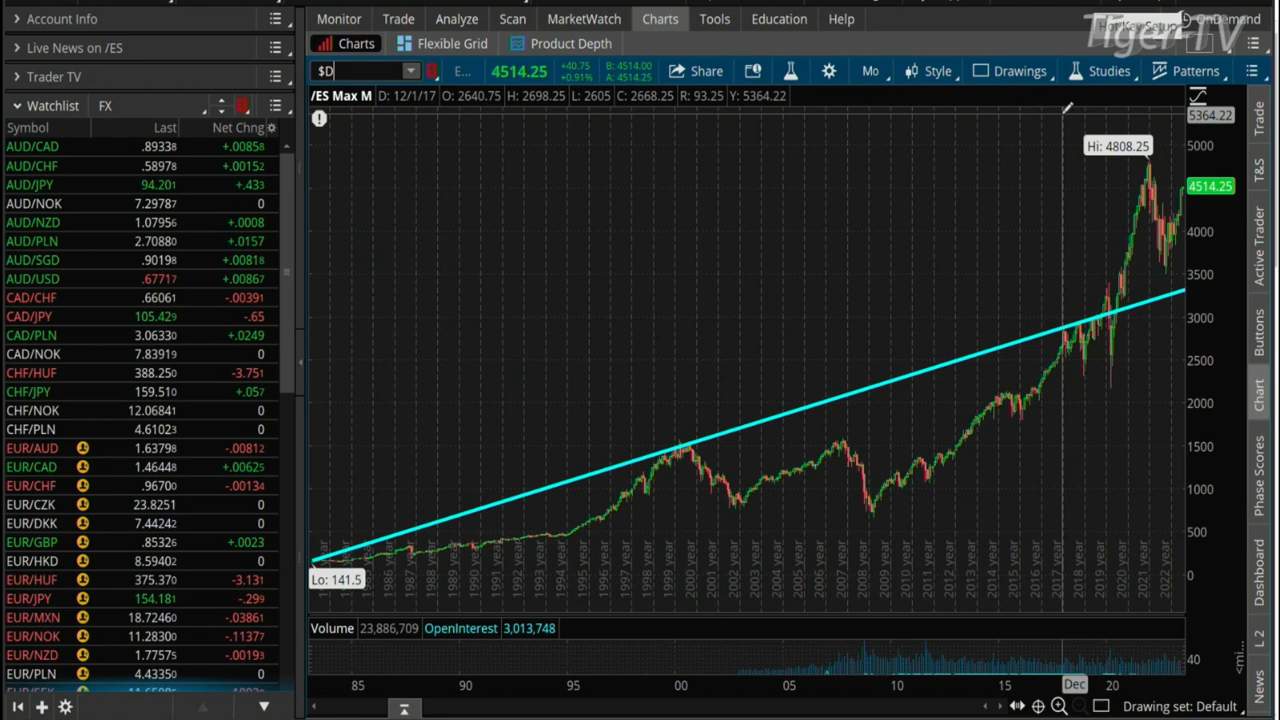 Account Info
Live News on /ES
Trader TV
Watchlist FX
Symbol Last Net Chng
AUD/CAD .89338 +.00858
AUD/CHF .58978 +.00152
AUD/JPY 94.201 +.433
AUD/NOK 7.29787 0
AUD/NZD 1.07956 +.0008
AUD/PLN 2.70880 +.0157
AUD/SGD .90198 +.00818
AUD/USD .67717 +.00867
CAD/CHF .66061 -.00391
CAD/JPY 105.429 -.65
CAD/PLN 3.06330 +.0249
CAD/NOK 7.83919 0
CHF/HUF 388.250 -3.751
CHF/JPY 159.510 +.057
CHF/NOK 12.06841 0
CHF/PLN 4.61023 0
EUR/AUD 1.63798 -.00812
EUR/CAD 1.46448 +.00625
EUR/CHF .96700 -.00134
EUR/CZK 23.8251 0
EUR/DKK 7.44242 0
EUR/GBP .85326 +.0023
EUR/HKD 8.59402 0
EUR/HUF 375.370 -3.131
EUR/JPY 154.181 -.299
EUR/MXN 18.72460 -.03861
EUR/NOK 11.28300 -.11377
EUR/NZD 1.77575 -.00193
EUR/PLN 4.43350 0
Monitor Trade Analyze Scan MarketWatch Charts Tools Education Help
TigerTV
Hot Key Setup
OnDemand
Charts Flexible Grid Product Depth
$D E... 4514.25 +40.75 +0.91% B: 4514.00 A: 4514.25 Share Mo Style Drawings Studies Patterns
/ES Max M D: 12/1/17 O: 2640.75 H: 2698.25 L: 2605 C: 2668.25 R: 93.25 Y: 5364.22
5364.22
Hi: 4808.25
5000
4514.25
4000
3500
3000
2500
2000
1500
1000
500
0
Lo: 141.5
1985 year 1987 year 1988 year 1989 year 1990 year 1991 year 1992 year 1993 year 1994 year 1995 year 1996 year 1997 year 1998 year 1999 year 2000 year 2001 year 2002 year 2003 year 2004 year 2005 year 2006 year 2007 year 2008 year 2009 year 2010 year 2011 year 2012 year 2013 year 2014 year 2015 year 2016 year 2017 year 2018 year 2019 year 2020 year 2021 year 2022 year
Volume 23,886,709 OpenInterest 3,013,748
40
<mi...
85 90 95 00 05 10 15 Dec 20
Drawing set: Default
Trade
T&S
Active Trader
Buttons
Chart
Phase Scores
Dashboard
L 2
News